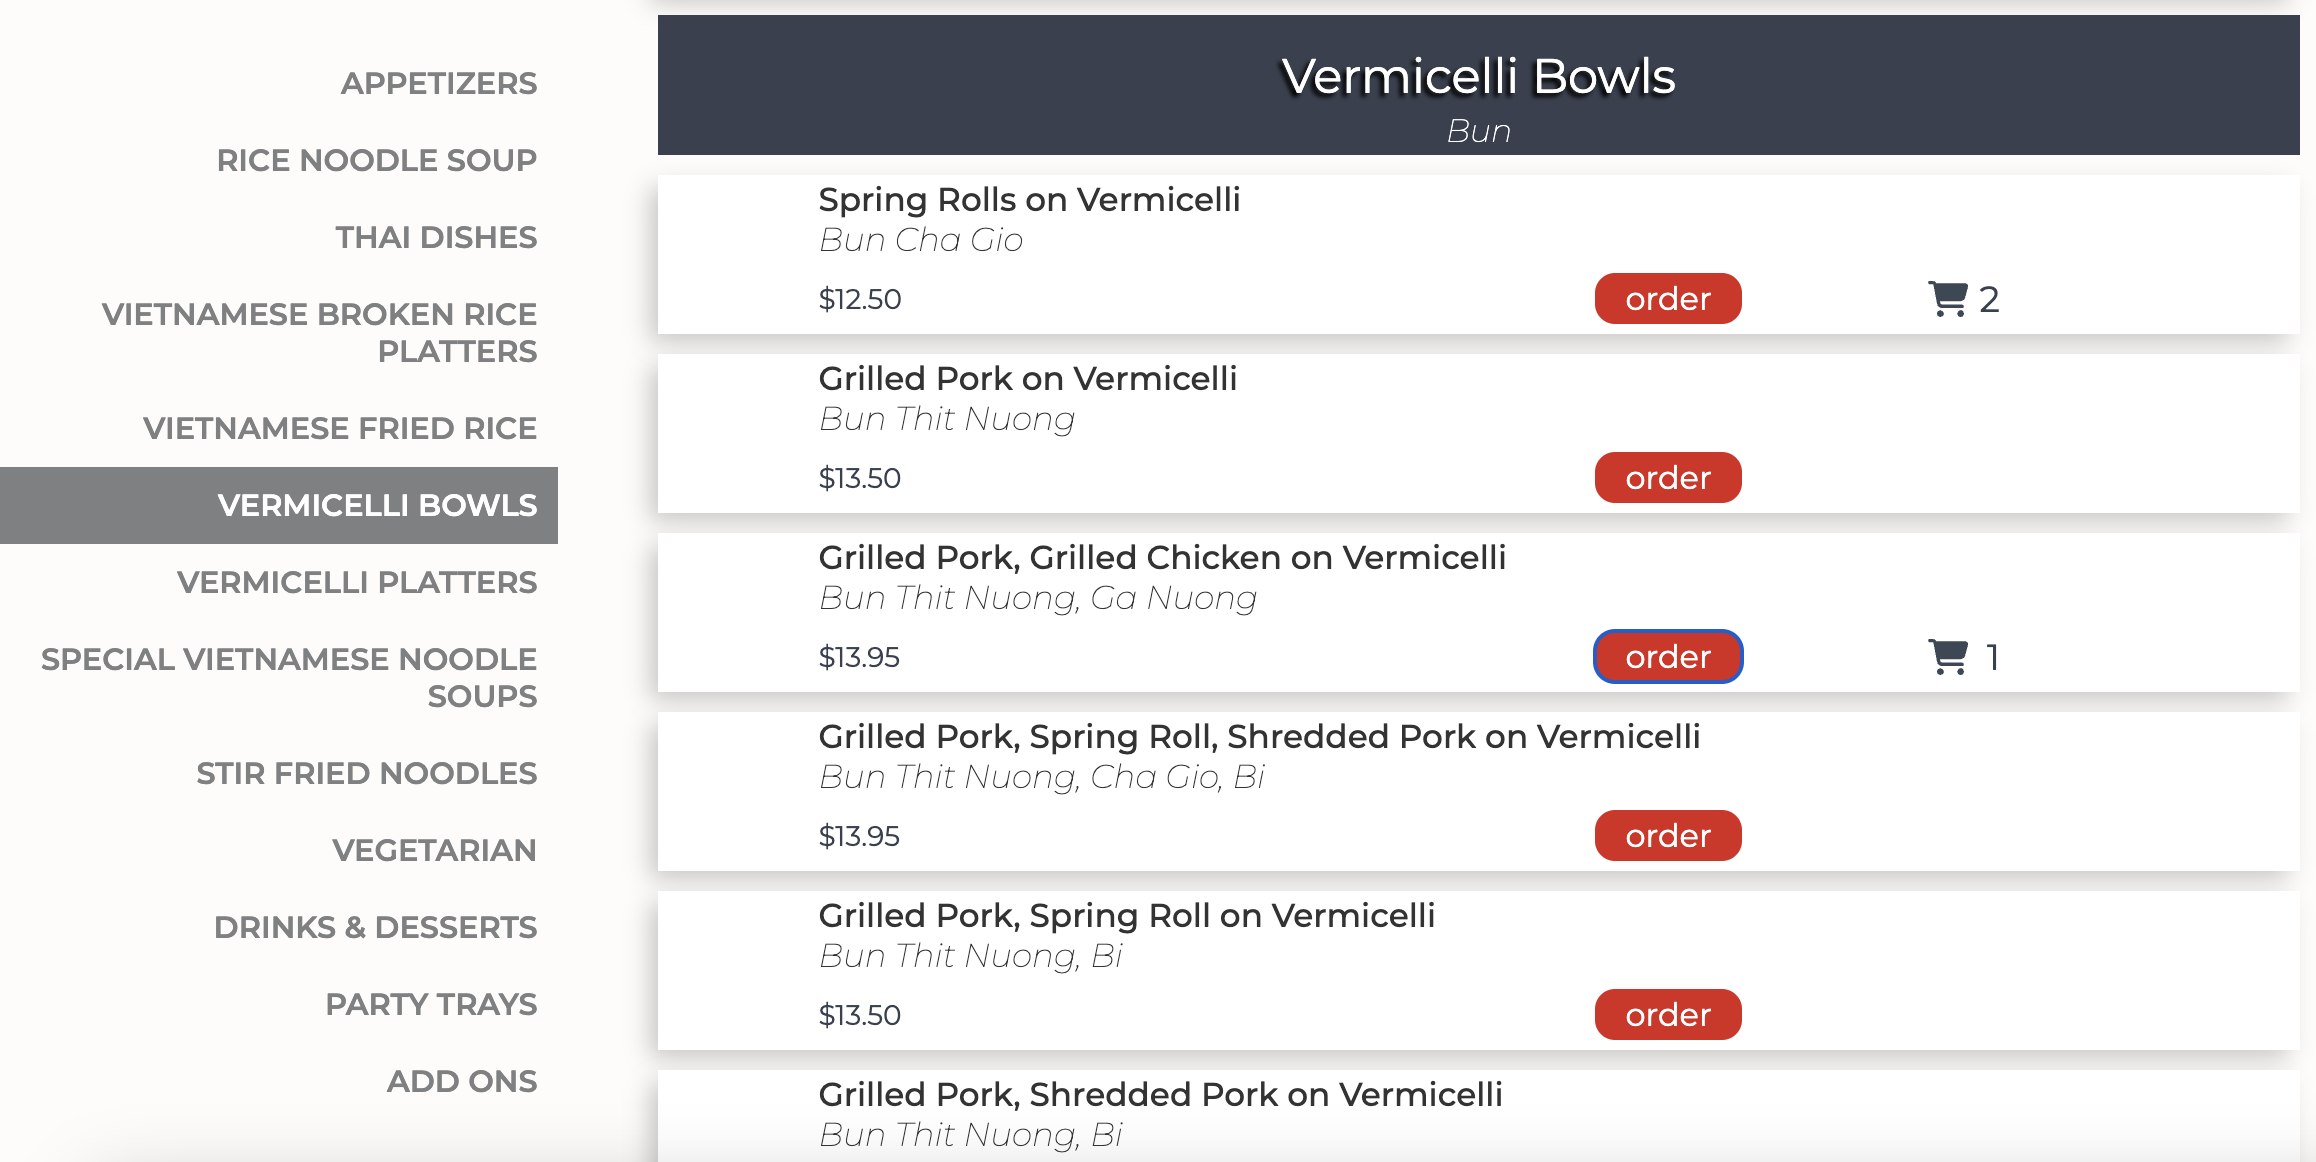 APPETIZERS
RICE NOODLE SOUP
THAI DISHES
VIETNAMESE BROKEN RICE
PLATTERS
VIETNAMESE FRIED RICE
VERMICELLI BOWLS
VERMICELLI PLATTERS
SPECIAL VIETNAMESE NOODLE
SOUPS
STIR FRIED NOODLES
VEGETARIAN
DRINKS & DESSERTS
PARTY TRAYS
ADD ONS
Vermicelli Bowls
Bun
Spring Rolls on Vermicelli
Bun Cha Gio
$12.50 order 2
Grilled Pork on Vermicelli
Bun Thit Nuong
$13.50 order
Grilled Pork, Grilled Chicken on Vermicelli
Bun Thit Nuong, Ga Nuong
$13.95 order 1
Grilled Pork, Spring Roll, Shredded Pork on Vermicelli
Bun Thit Nuong, Cha Gio, Bi
$13.95 order
Grilled Pork, Spring Roll on Vermicelli
Bun Thit Nuong, Bi
$13.50 order
Grilled Pork, Shredded Pork on Vermicelli
Bun Thit Nuong, Bi